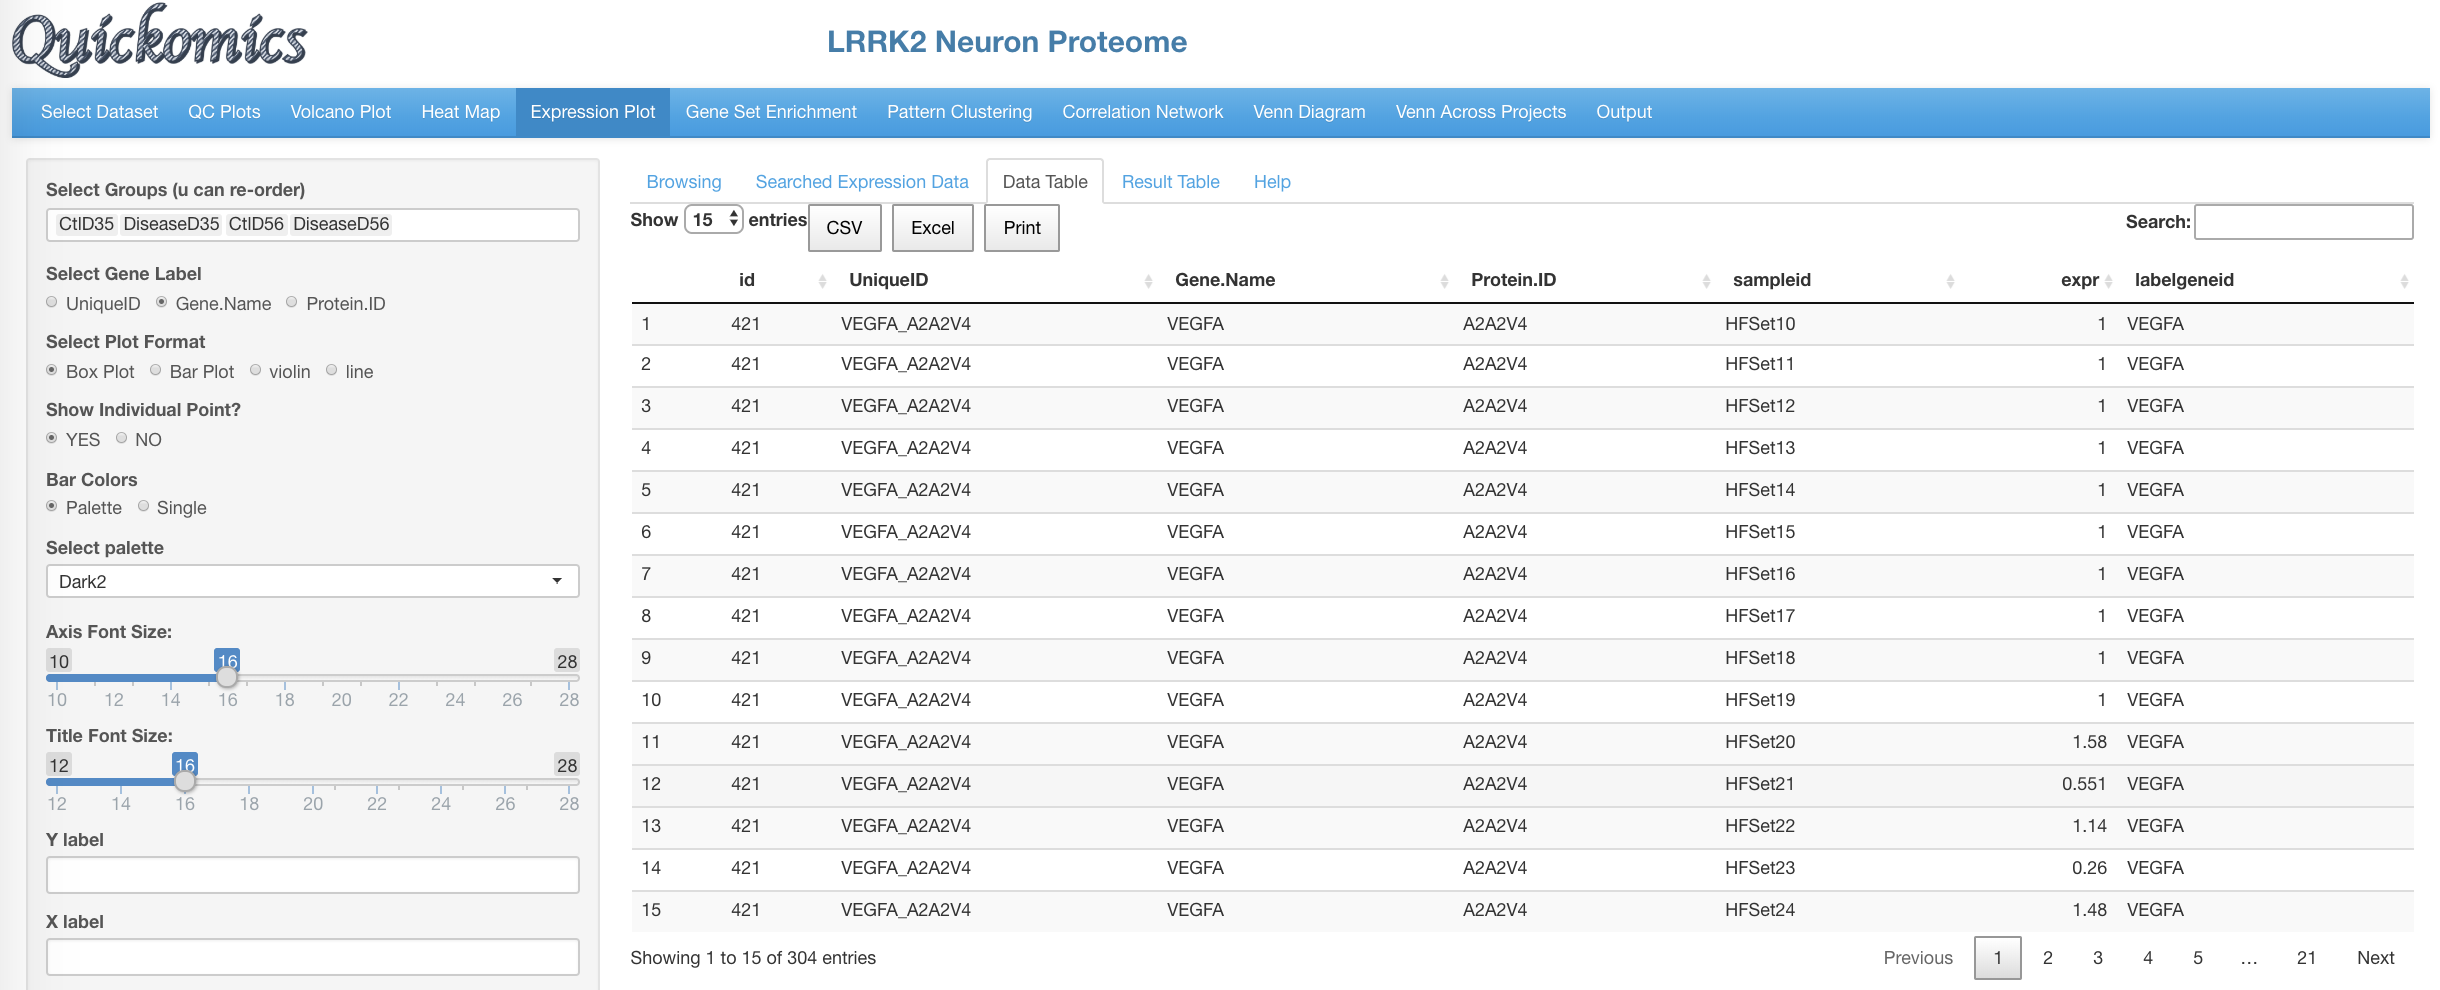 Quickomics
LRRK2 Neuron Proteome
Select Dataset QC Plots Volcano Plot Heat Map Expression Plot Gene Set Enrichment Pattern Clustering Correlation Network Venn Diagram Venn Across Projects Output
Select Groups (u can re-order)
CtlD35 DiseaseD35 CtlD56 DiseaseD56
Select Gene Label
UniqueID Gene.Name Protein.ID
Select Plot Format
Box Plot Bar Plot violin line
Show Individual Point?
YES NO
Bar Colors
Palette Single
Select palette
Dark2
Axis Font Size:
10 16 28
10 12 14 16 18 20 22 24 26 28
Title Font Size:
12 16 28
12 14 16 18 20 22 24 26 28
Y label
X label
Browsing Searched Expression Data Data Table Result Table Help
Show 15 entries CSV Excel Print Search:
id UniqueID Gene.Name Protein.ID sampleid expr labelgeneid
1 421 VEGFA_A2A2V4 VEGFA A2A2V4 HFSet10 1 VEGFA
2 421 VEGFA_A2A2V4 VEGFA A2A2V4 HFSet11 1 VEGFA
3 421 VEGFA_A2A2V4 VEGFA A2A2V4 HFSet12 1 VEGFA
4 421 VEGFA_A2A2V4 VEGFA A2A2V4 HFSet13 1 VEGFA
5 421 VEGFA_A2A2V4 VEGFA A2A2V4 HFSet14 1 VEGFA
6 421 VEGFA_A2A2V4 VEGFA A2A2V4 HFSet15 1 VEGFA
7 421 VEGFA_A2A2V4 VEGFA A2A2V4 HFSet16 1 VEGFA
8 421 VEGFA_A2A2V4 VEGFA A2A2V4 HFSet17 1 VEGFA
9 421 VEGFA_A2A2V4 VEGFA A2A2V4 HFSet18 1 VEGFA
10 421 VEGFA_A2A2V4 VEGFA A2A2V4 HFSet19 1 VEGFA
11 421 VEGFA_A2A2V4 VEGFA A2A2V4 HFSet20 1.58 VEGFA
12 421 VEGFA_A2A2V4 VEGFA A2A2V4 HFSet21 0.551 VEGFA
13 421 VEGFA_A2A2V4 VEGFA A2A2V4 HFSet22 1.14 VEGFA
14 421 VEGFA_A2A2V4 VEGFA A2A2V4 HFSet23 0.26 VEGFA
15 421 VEGFA_A2A2V4 VEGFA A2A2V4 HFSet24 1.48 VEGFA
Showing 1 to 15 of 304 entries Previous 1 2 3 4 5 … 21 Next